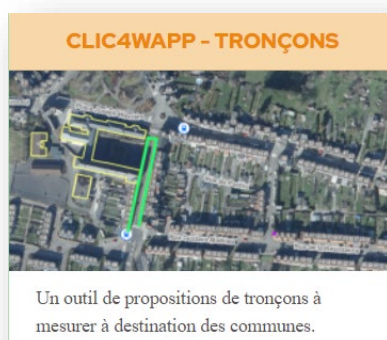 CLIC4WAPP - TRONÇONS
Un outil de propositions de tronçons à
mesurer à destination des communes.